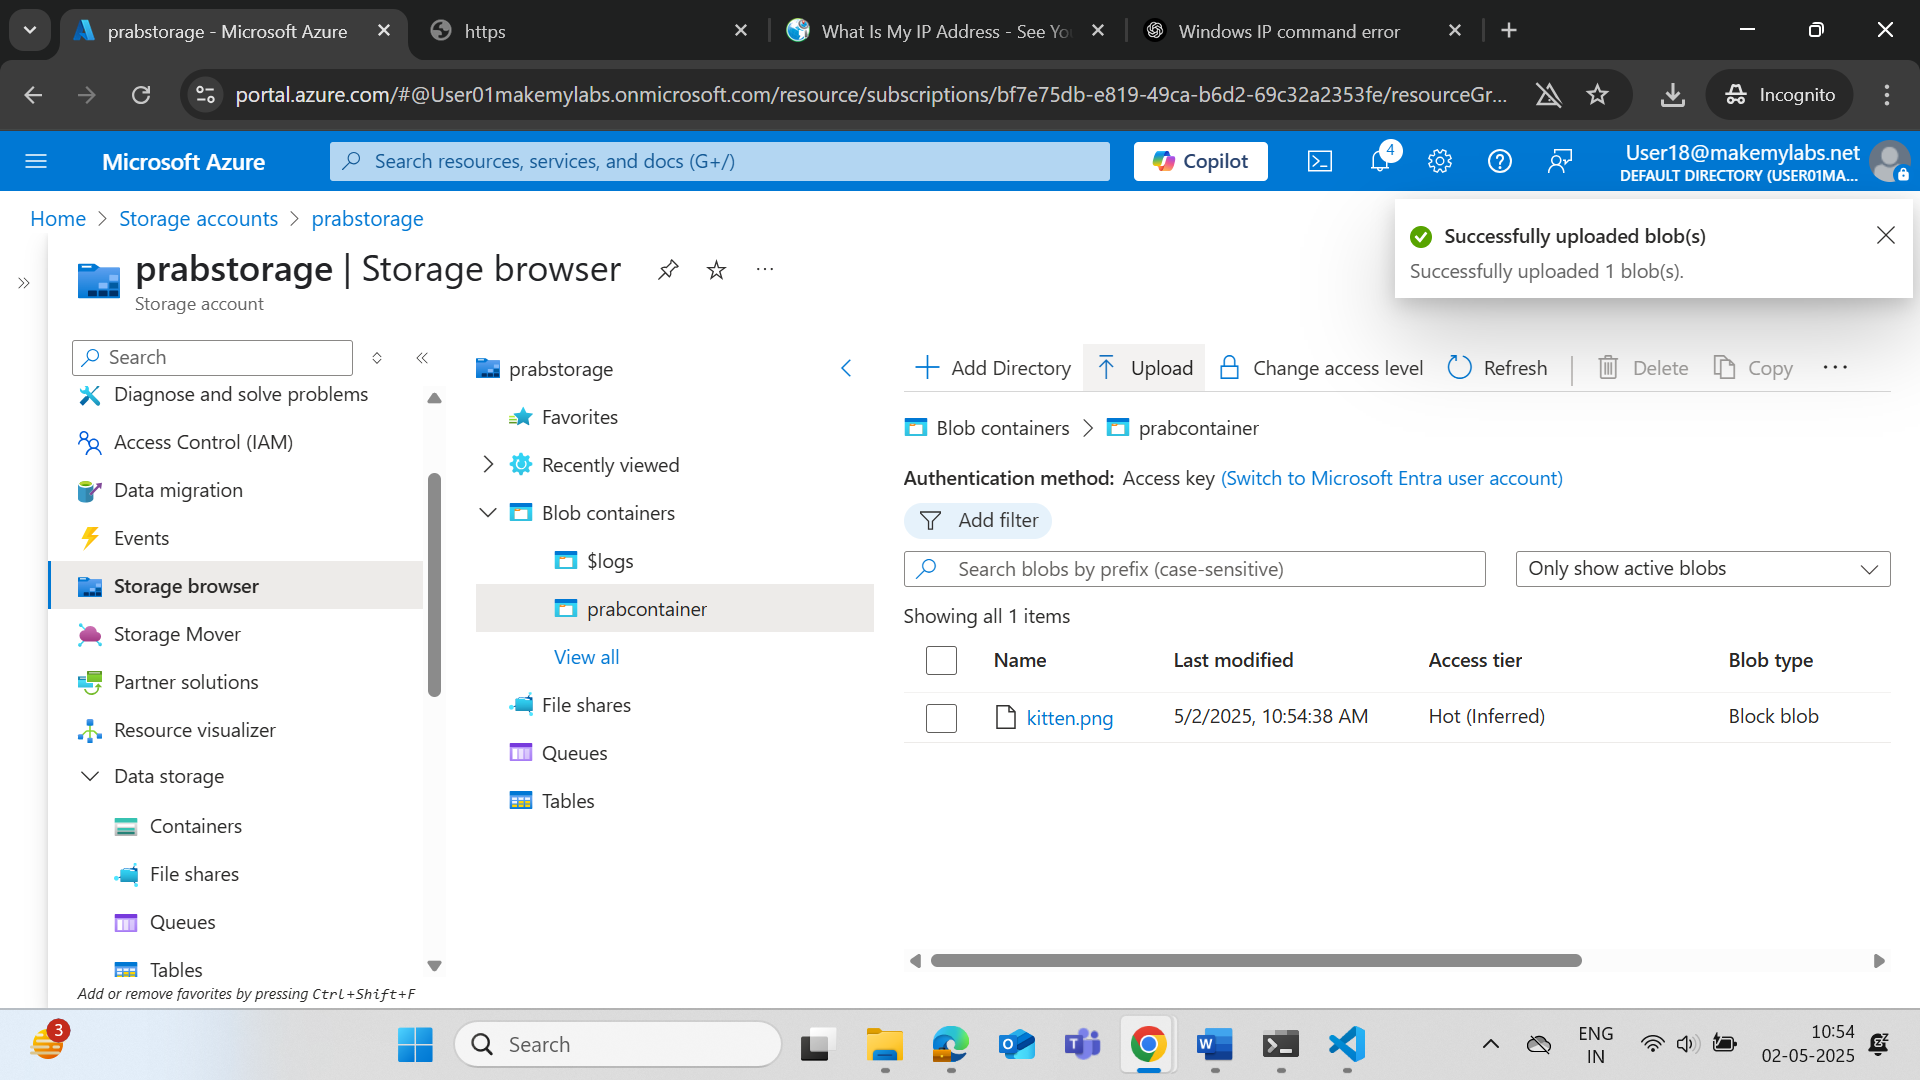 prabstorage - Microsoft Azure
https
What Is My IP Address - See Yo
Windows IP command error
portal.azure.com/#@User01makemylabs.onmicrosoft.com/resource/subscriptions/bf7e75db-e819-49ca-b6d2-69c32a2353fe/resourceGr...
Incognito
Microsoft Azure
Search resources, services, and docs (G+/)
Copilot
4
User18@makemylabs.net
DEFAULT DIRECTORY (USER01MA...
Home
Storage accounts
prabstorage
Successfully uploaded blob(s)
Successfully uploaded 1 blob(s).
prabstorage | Storage browser
Storage account
Search
Diagnose and solve problems
Access Control (IAM)
Data migration
Events
Storage browser
Storage Mover
Partner solutions
Resource visualizer
Data storage
Containers
File shares
Queues
Tables
Add or remove favorites by pressing Ctrl+Shift+F
prabstorage
Favorites
Recently viewed
Blob containers
$logs
prabcontainer
View all
File shares
Queues
Tables
Add Directory
Upload
Change access level
Refresh
Delete
Copy
Blob containers
prabcontainer
Authentication method: Access key (Switch to Microsoft Entra user account)
Add filter
Search blobs by prefix (case-sensitive)
Only show active blobs
Showing all 1 items
Name Last modified Access tier Blob type
kitten.png 5/2/2025, 10:54:38 AM Hot (Inferred) Block blob
3
Search
ENG
IN
10:54
02-05-2025